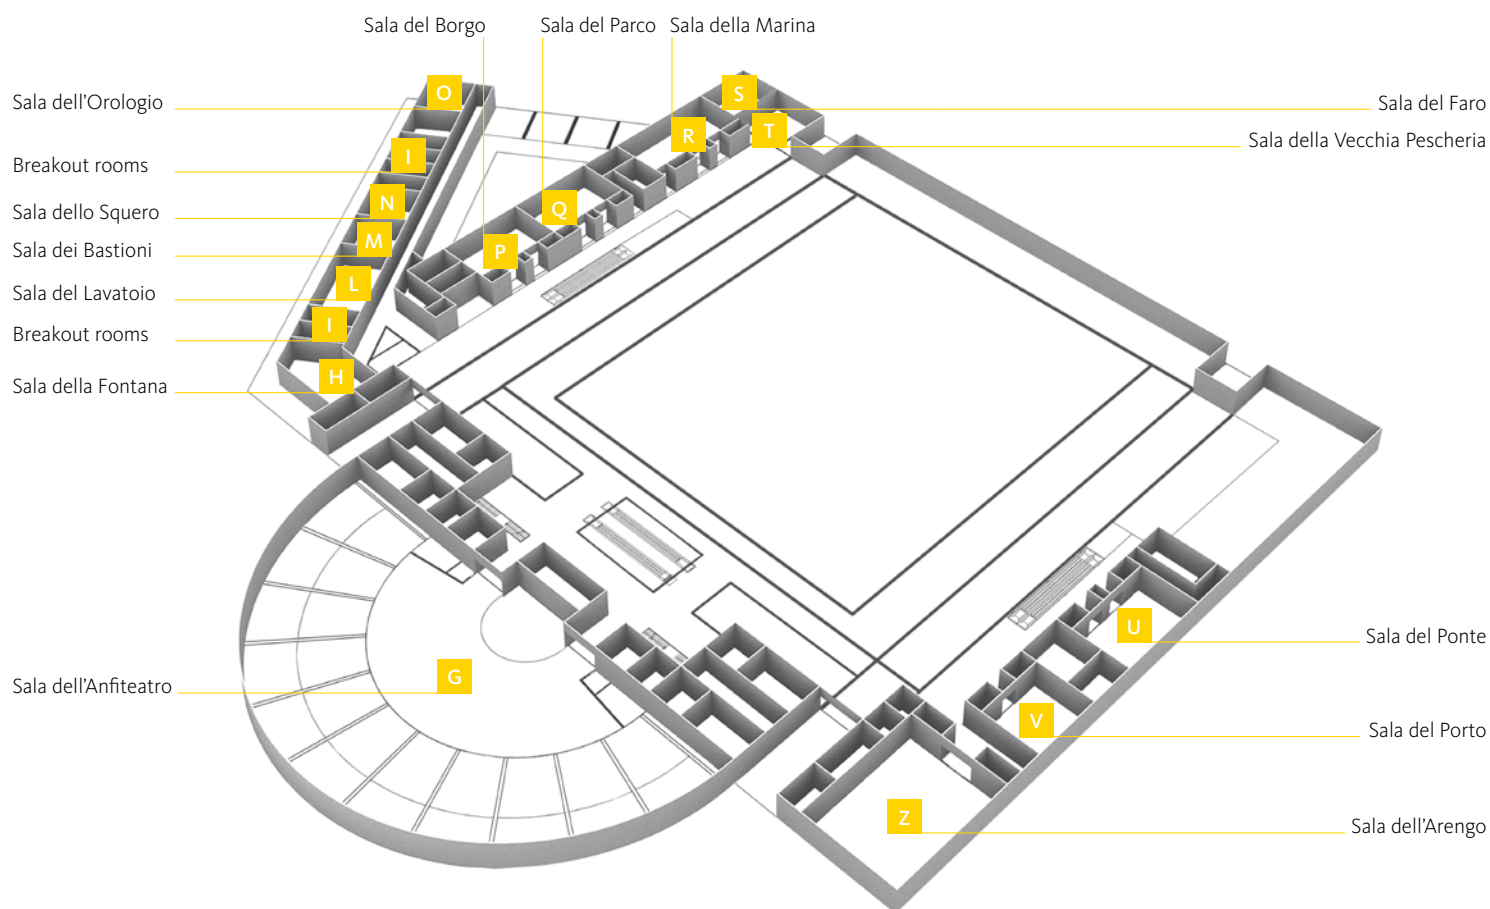 Sala del Borgo
Sala del Parco
Sala della Marina
Sala dell'Orologio
O
S
Sala del Faro
R
T
Sala della Vecchia Pescheria
Breakout rooms
I
Sala dello Squero
N
Q
Sala dei Bastioni
M
P
Sala del Lavatoio
L
Breakout rooms
I
Sala della Fontana
H
U
Sala del Ponte
Sala dell'Anfiteatro
G
V
Sala del Porto
Z
Sala dell'Arengo